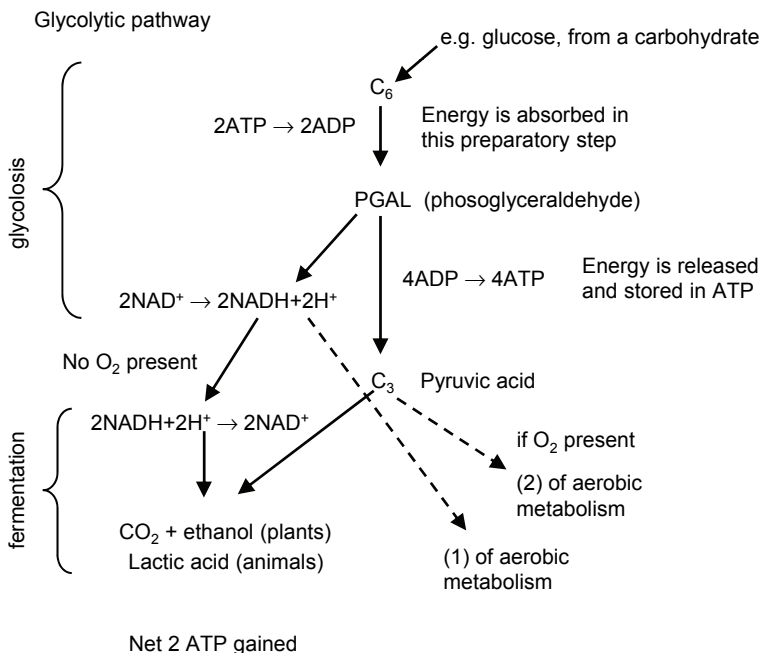 Glycolytic pathway
e.g. glucose, from a carbohydrate
C₆
2ATP → 2ADP
Energy is absorbed in
this preparatory step
glycolosis
PGAL (phosoglyceraldehyde)
4ADP → 4ATP
Energy is released
and stored in ATP
2NAD⁺ → 2NADH+2H⁺
No O₂ present
C₃ Pyruvic acid
2NADH+2H⁺ → 2NAD⁺
if O₂ present
(2) of aerobic
metabolism
fermentation
CO₂ + ethanol (plants)
Lactic acid (animals)
(1) of aerobic
metabolism
Net 2 ATP gained